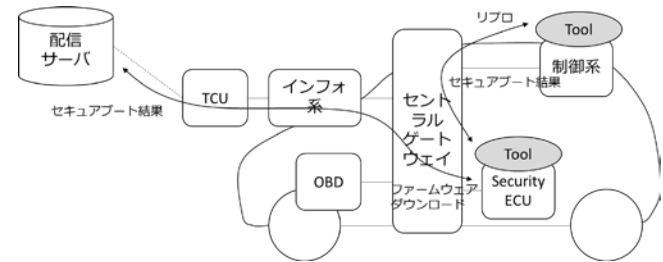 配信
サーバ
セキュアブート結果
TCU
インフォ
系
OBD
セント
ラル
ゲート
ウェイ
ファームウェア
ダウンロード
リプロ
セキュアブート結果
Tool
制御系
Tool
Security
ECU